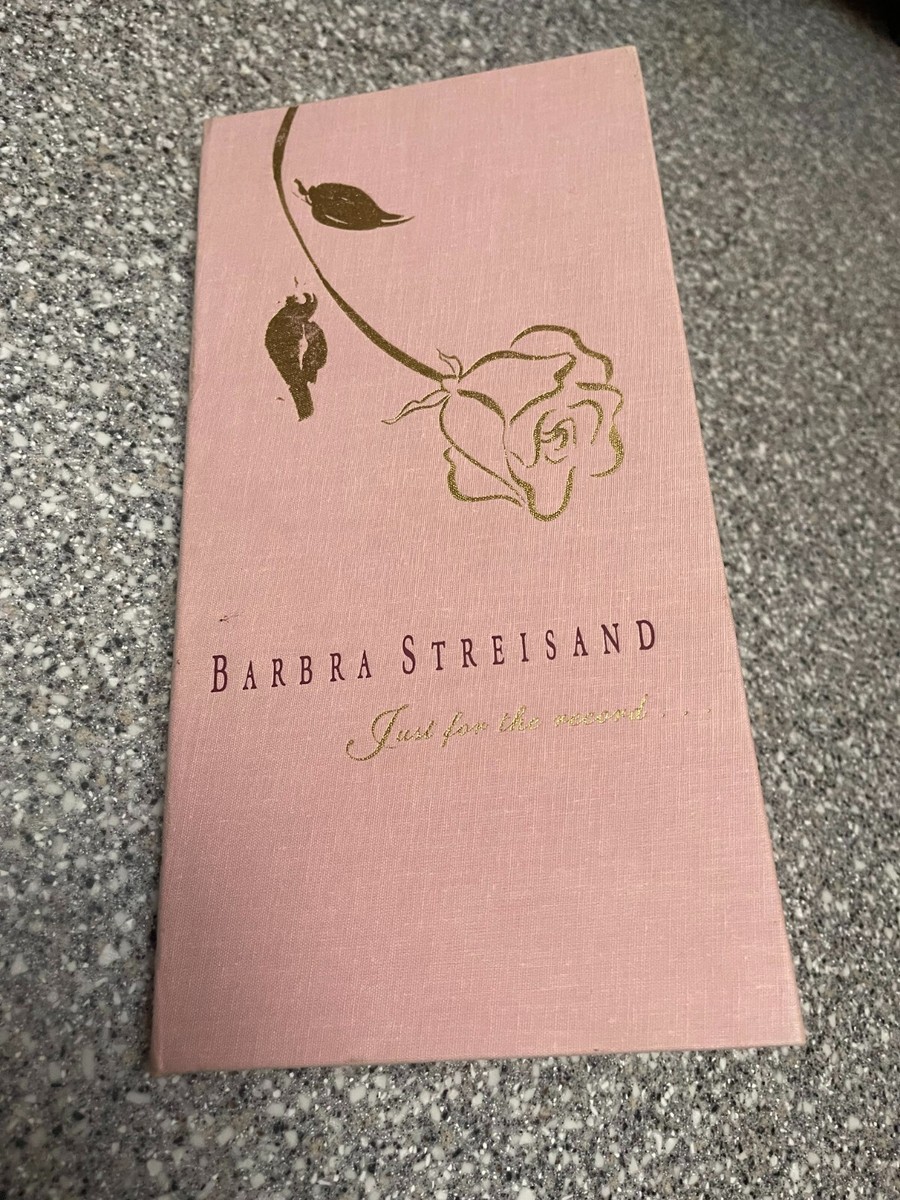 BARBRA STREISAND
Just for the record . . .